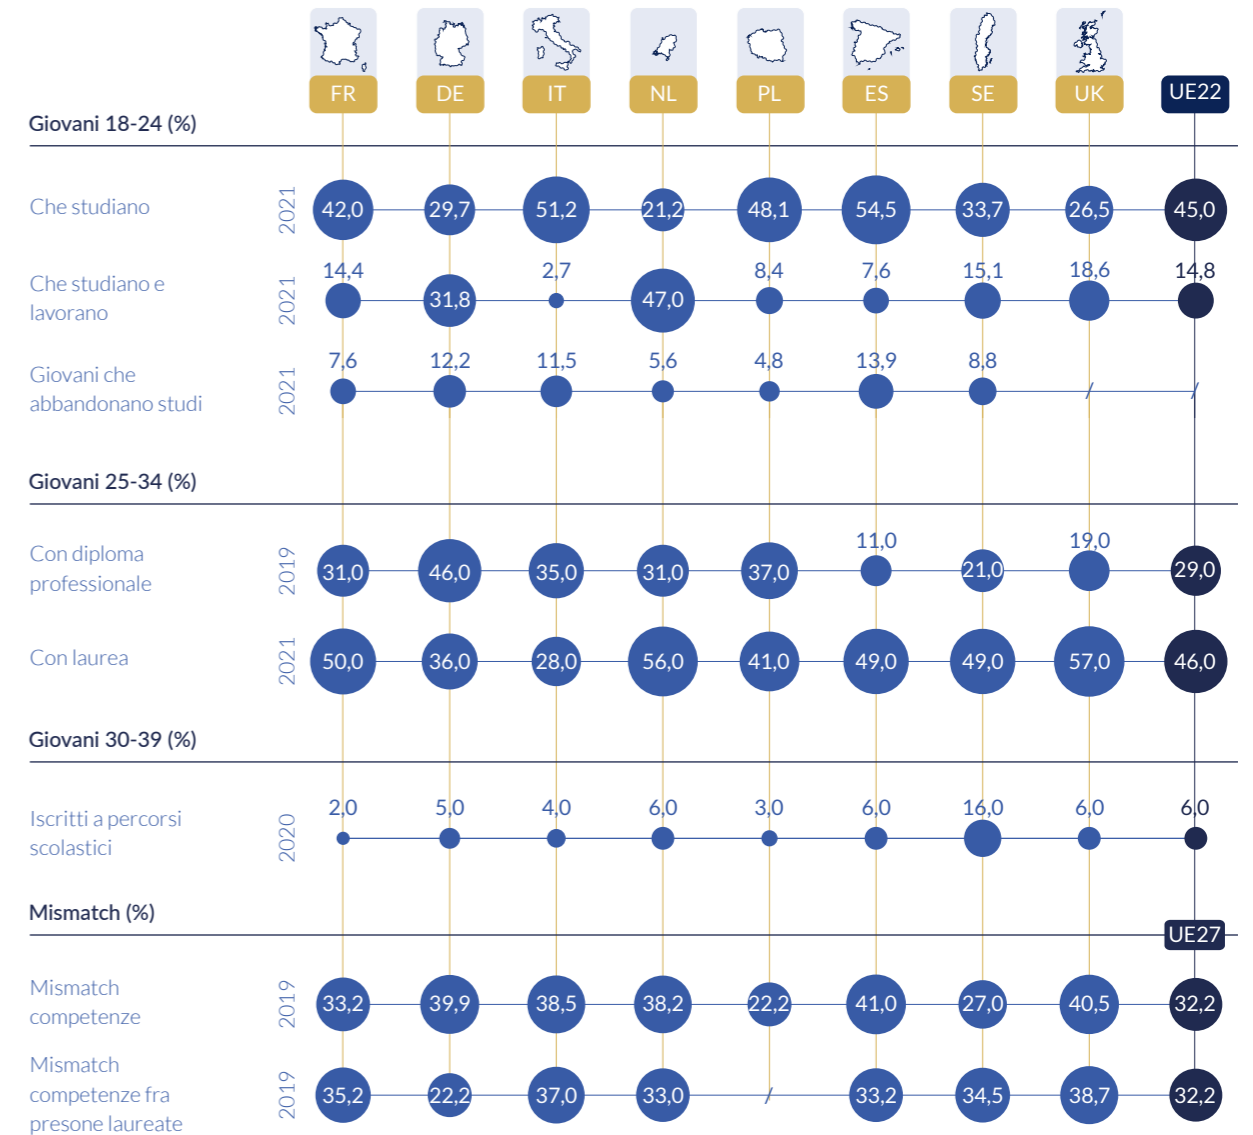 FR DE IT NL PL ES SE UK UE22
Giovani 18-24 (%)
Che studiano 2021 42,0 29,7 51,2 21,2 48,1 54,5 33,7 26,5 45,0
Che studiano e
lavorano 2021 14,4 31,8 2,7 47,0 8,4 7,6 15,1 18,6 14,8
Giovani che
abbandonano studi 2021 7,6 12,2 11,5 5,6 4,8 13,9 8,8 / /
Giovani 25-34 (%)
Con diploma
professionale 2019 31,0 46,0 35,0 31,0 37,0 11,0 21,0 19,0 29,0
Con laurea 2021 50,0 36,0 28,0 56,0 41,0 49,0 49,0 57,0 46,0
Giovani 30-39 (%)
Iscritti a percorsi
scolastici 2020 2,0 5,0 4,0 6,0 3,0 6,0 16,0 6,0 6,0
Mismatch (%)
UE27
Mismatch
competenze 2019 33,2 39,9 38,5 38,2 22,2 41,0 27,0 40,5 32,2
Mismatch
competenze fra
presone laureate 2019 35,2 22,2 37,0 33,0 / 33,2 34,5 38,7 32,2